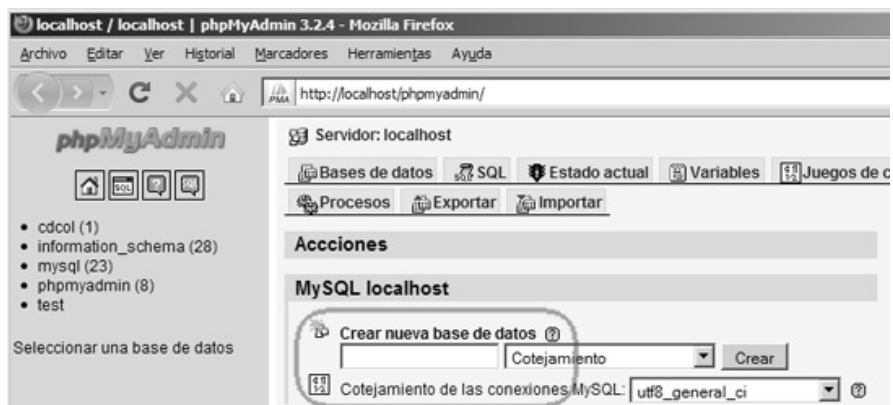 localhost / localhost | phpMyAdmin 3.2.4 - Mozilla Firefox
Archivo Editar Ver Historial Marcadores Herramientas Ayuda
PMA http://localhost/phpmyadmin/
phpMyAdmin
SQL
cdcol (1)
information_schema (28)
mysql (23)
phpmyadmin (8)
test
Seleccionar una base de datos
Servidor: localhost
Bases de datos SQL Estado actual Variables Juegos de c
Procesos Exportar Importar
Accciones
MySQL localhost
Crear nueva base de datos
Cotejamiento Crear
Cotejamiento de las conexiones MySQL: utf8_general_ci